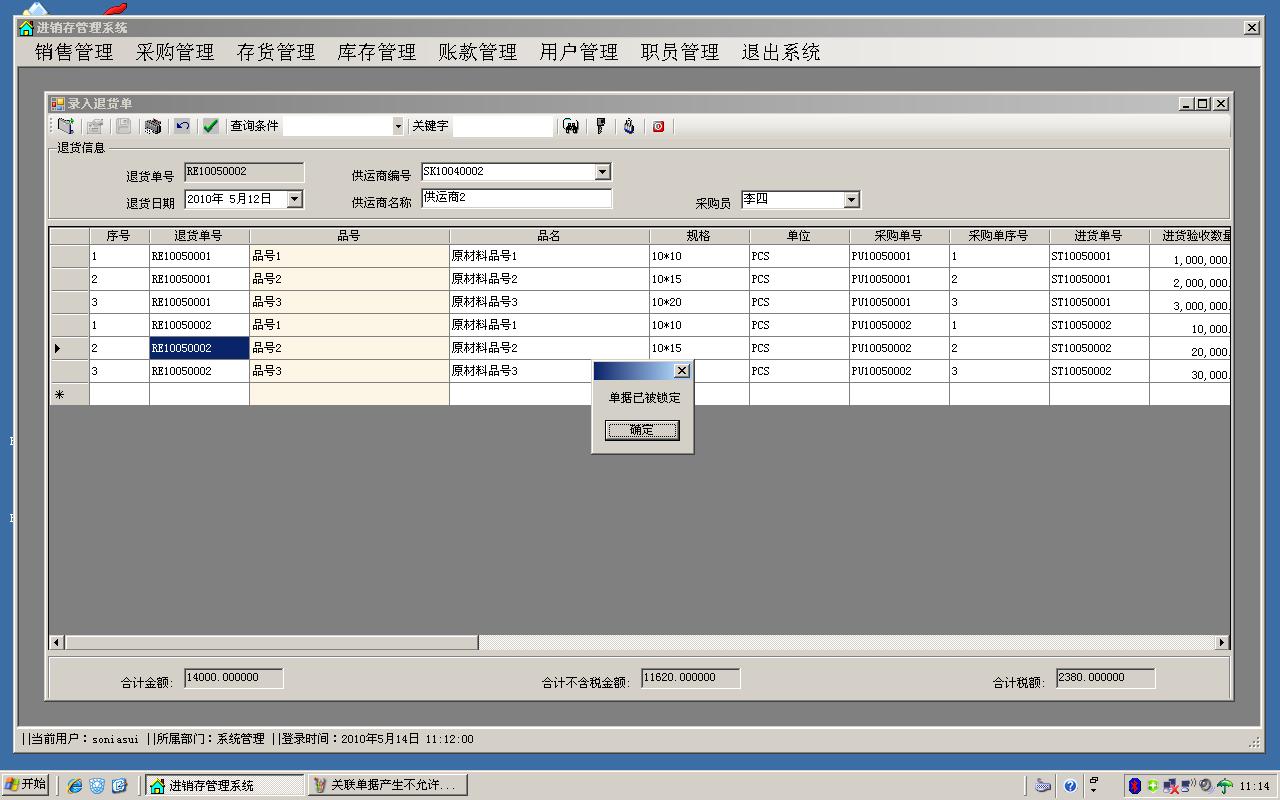 进销存管理系统
销售管理 采购管理 存货管理 库存管理 账款管理 用户管理 职员管理 退出系统
录入退货单
查询条件 关键字
退货信息
退货单号 RE10050002 供运商编号 SK10040002
退货日期 2010年 5月12日 供运商名称 供运商2 采购员 李四
序号 退货单号 品号 品名 规格 单位 采购单号 采购单序号 进货单号 进货验收数量
1 RE10050001 品号1 原材料品号1 10*10 PCS PU10050001 1 ST10050001 1,000,000.
2 RE10050001 品号2 原材料品号2 10*15 PCS PU10050001 2 ST10050001 2,000,000.
3 RE10050001 品号3 原材料品号3 10*20 PCS PU10050001 3 ST10050001 3,000,000.
1 RE10050002 品号1 原材料品号1 10*10 PCS PU10050002 1 ST10050002 10,000.
2 RE10050002 品号2 原材料品号2 10*15 PCS PU10050002 2 ST10050002 20,000.
3 RE10050002 品号3 原材料品号3 PCS PU10050002 3 ST10050002 30,000.
单据已被锁定
确定
合计金额: 14000.000000 合计不含税金额: 11620.000000 合计税额: 2380.000000
||当前用户：soniasui ||所属部门：系统管理 ||登录时间：2010年5月14日 11:12:00
开始 进销存管理系统 关联单据产生不允许... 11:14